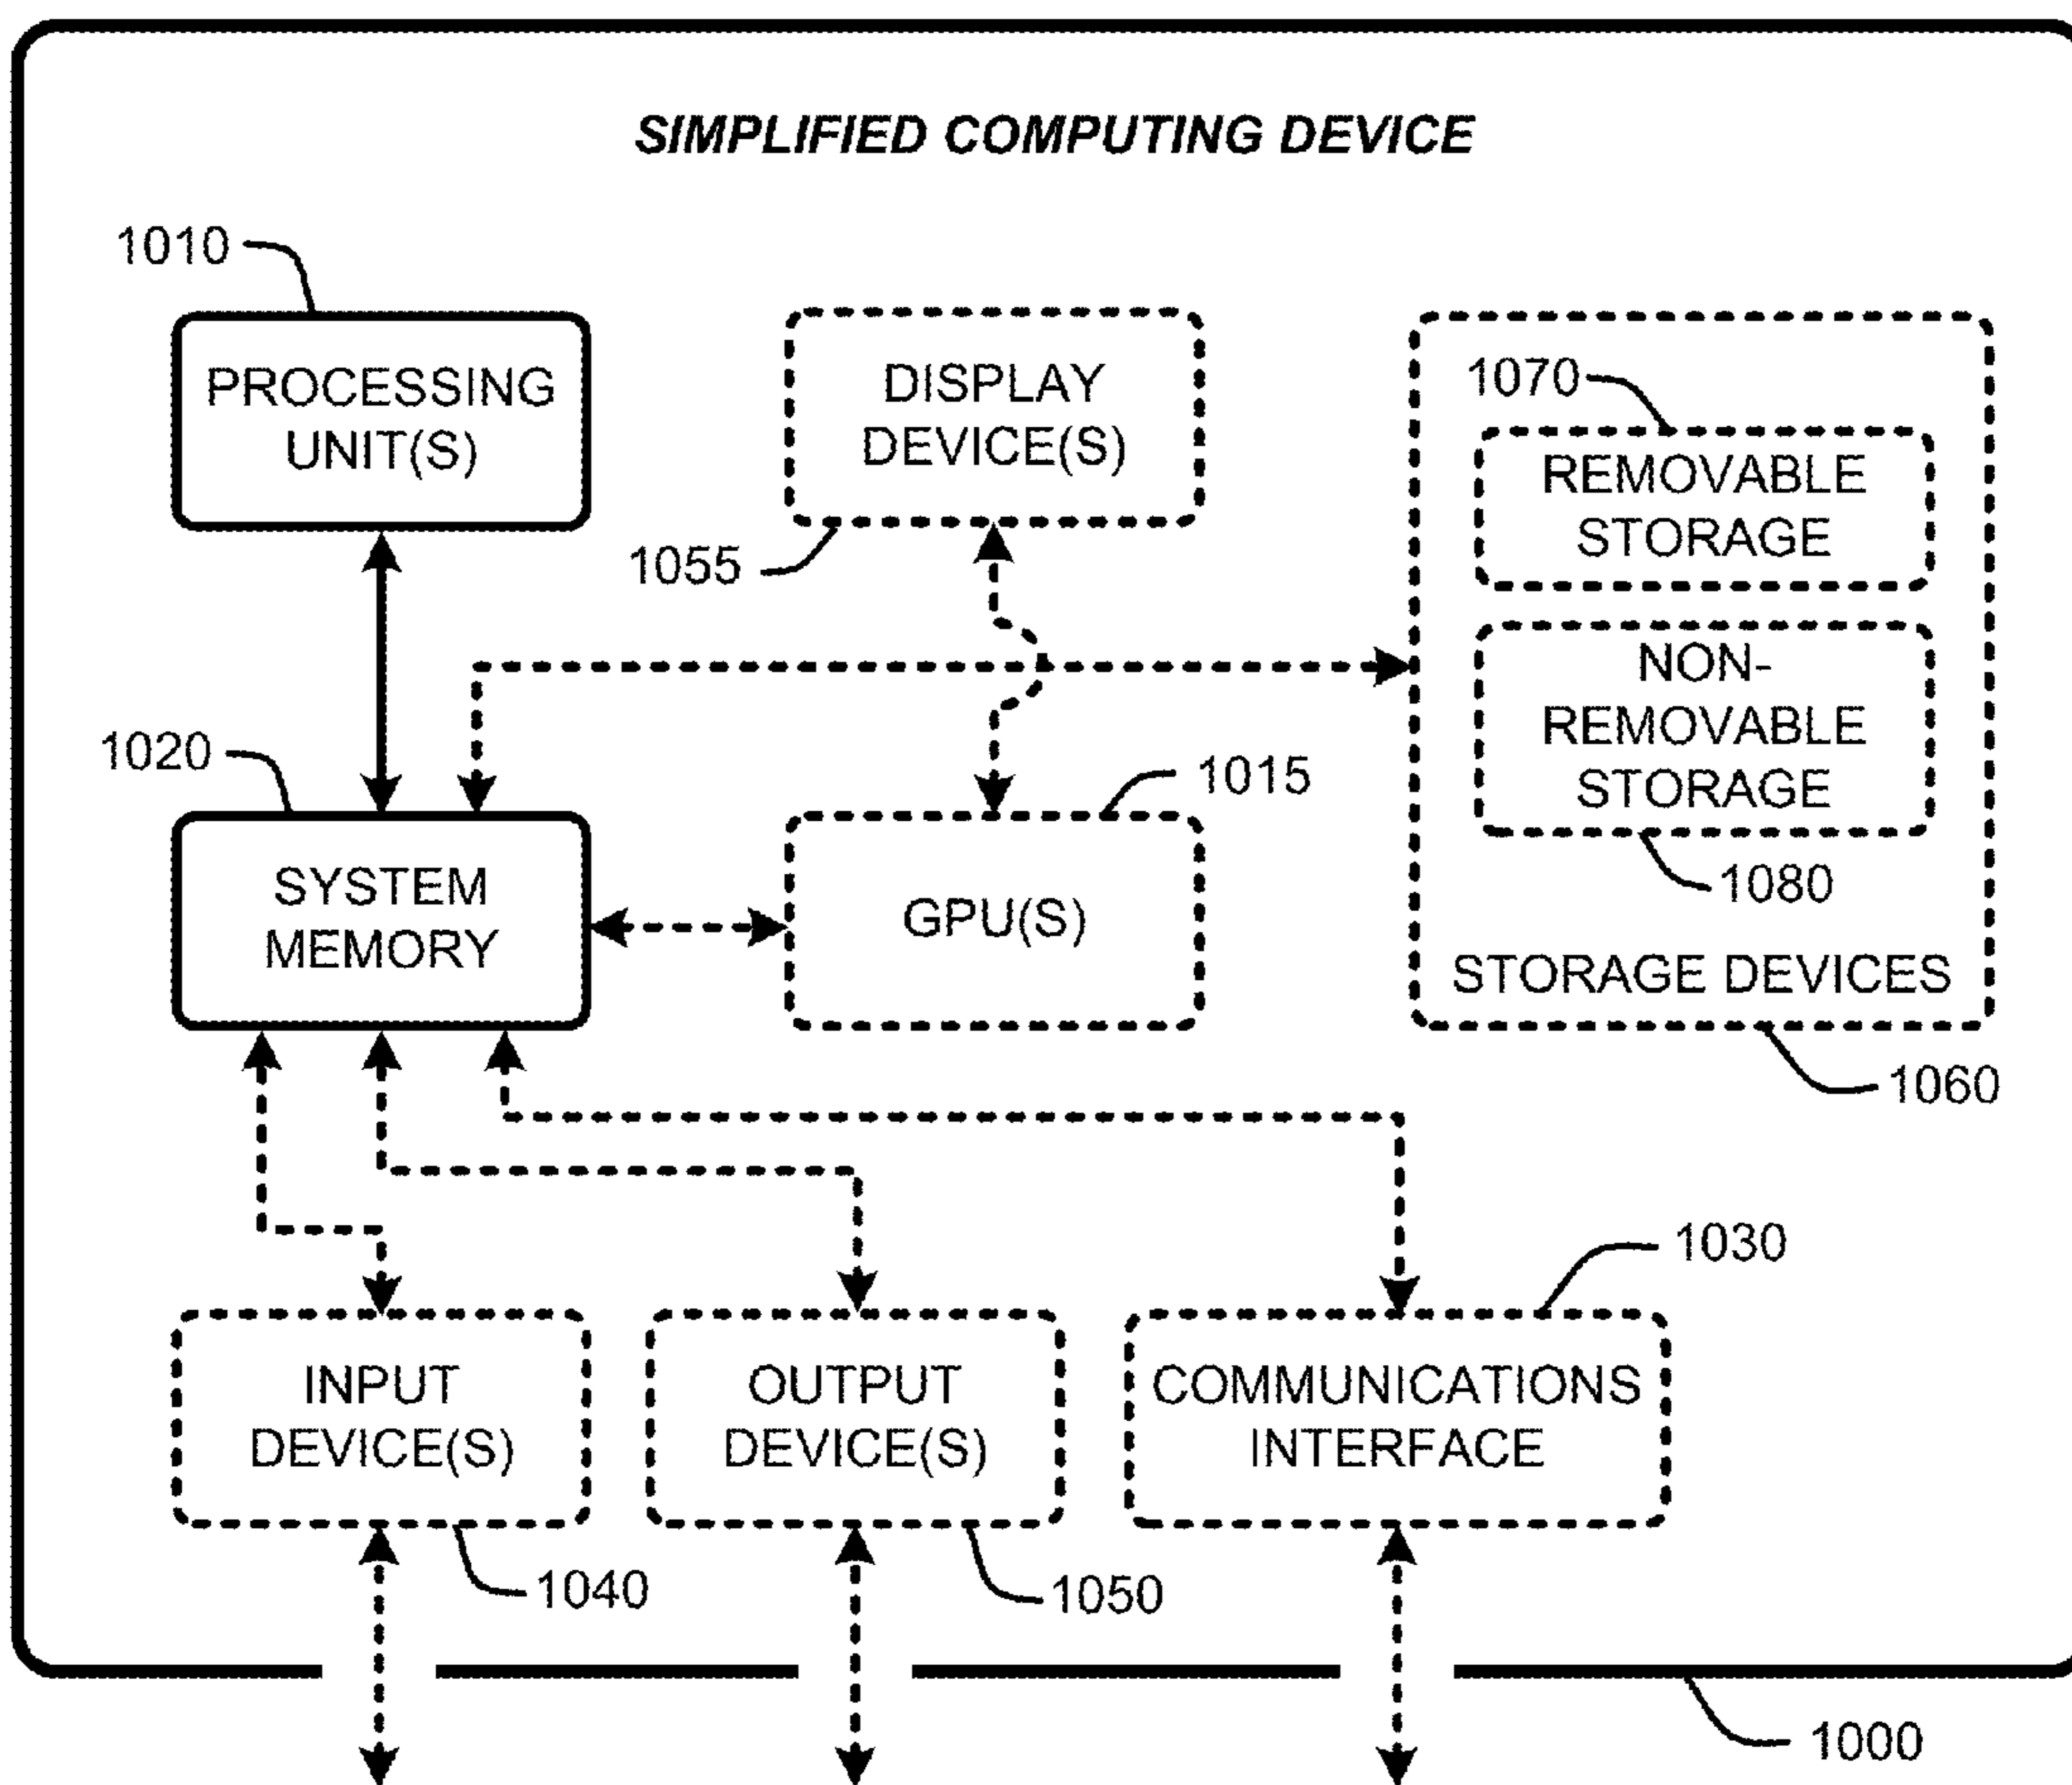 SIMPLIFIED COMPUTING DEVICE
1010
PROCESSING
UNIT(S)
DISPLAY
DEVICE(S)
1055
1070
REMOVABLE
STORAGE
NON-
REMOVABLE
STORAGE
1080
STORAGE DEVICES
1060
1020
SYSTEM
MEMORY
1015
GPU(S)
1030
INPUT
DEVICE(S)
1040
OUTPUT
DEVICE(S)
1050
COMMUNICATIONS
INTERFACE
1000